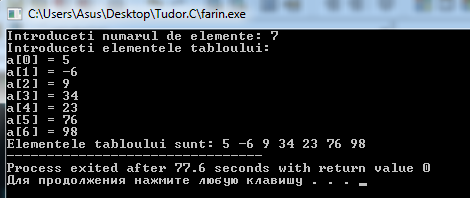 C:\Users\Asus\Desktop\Tudor.C\farin.exe
Introduceti numarul de elemente: 7
Introduceti elementele tabloului:
a[0] = 5
a[1] = -6
a[2] = 9
a[3] = 34
a[4] = 23
a[5] = 76
a[6] = 98
Elementele tabloului sunt: 5 -6 9 34 23 76 98
--------------------------------
Process exited after 77.6 seconds with return value 0
Для продолжения нажмите любую клавишу . . . _